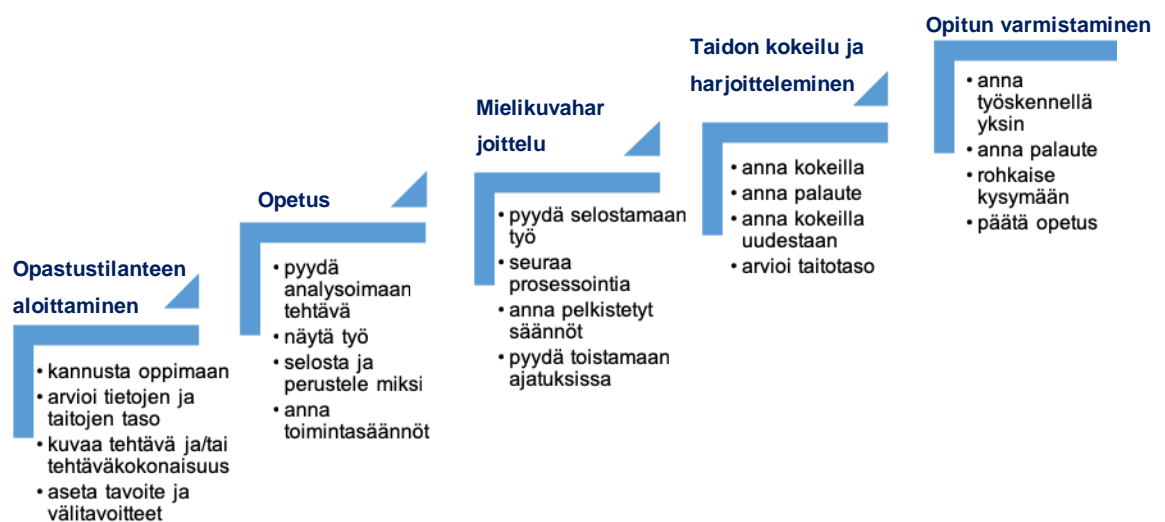 Opastustilanteen
aloittaminen
• kannusta oppimaan
• arvioi tietojen ja
taitojen taso
• kuvaa tehtävä ja/tai
tehtäväkokonaisuus
• aseta tavoite ja
välitavoitteet
Opetus
• pyydä
analysoimaan
tehtävä
• näytä työ
• selosta ja
perustele miksi
• anna
toimintasäännöt
Mielikuvahar
joittelu
• pyydä selostamaan
työ
• seuraa
prosessointia
• anna pelkistetyt
säännöt
• pyydä toistamaan
ajatuksissa
Taidon kokeilu ja
harjoitteleminen
• anna kokeilla
• anna palaute
• anna kokeilla
uudestaan
• arvioi taitotaso
Opitun varmistaminen
• anna
työskennellä
yksin
• anna palaute
• rohkaise
kysymään
• päätä opetus